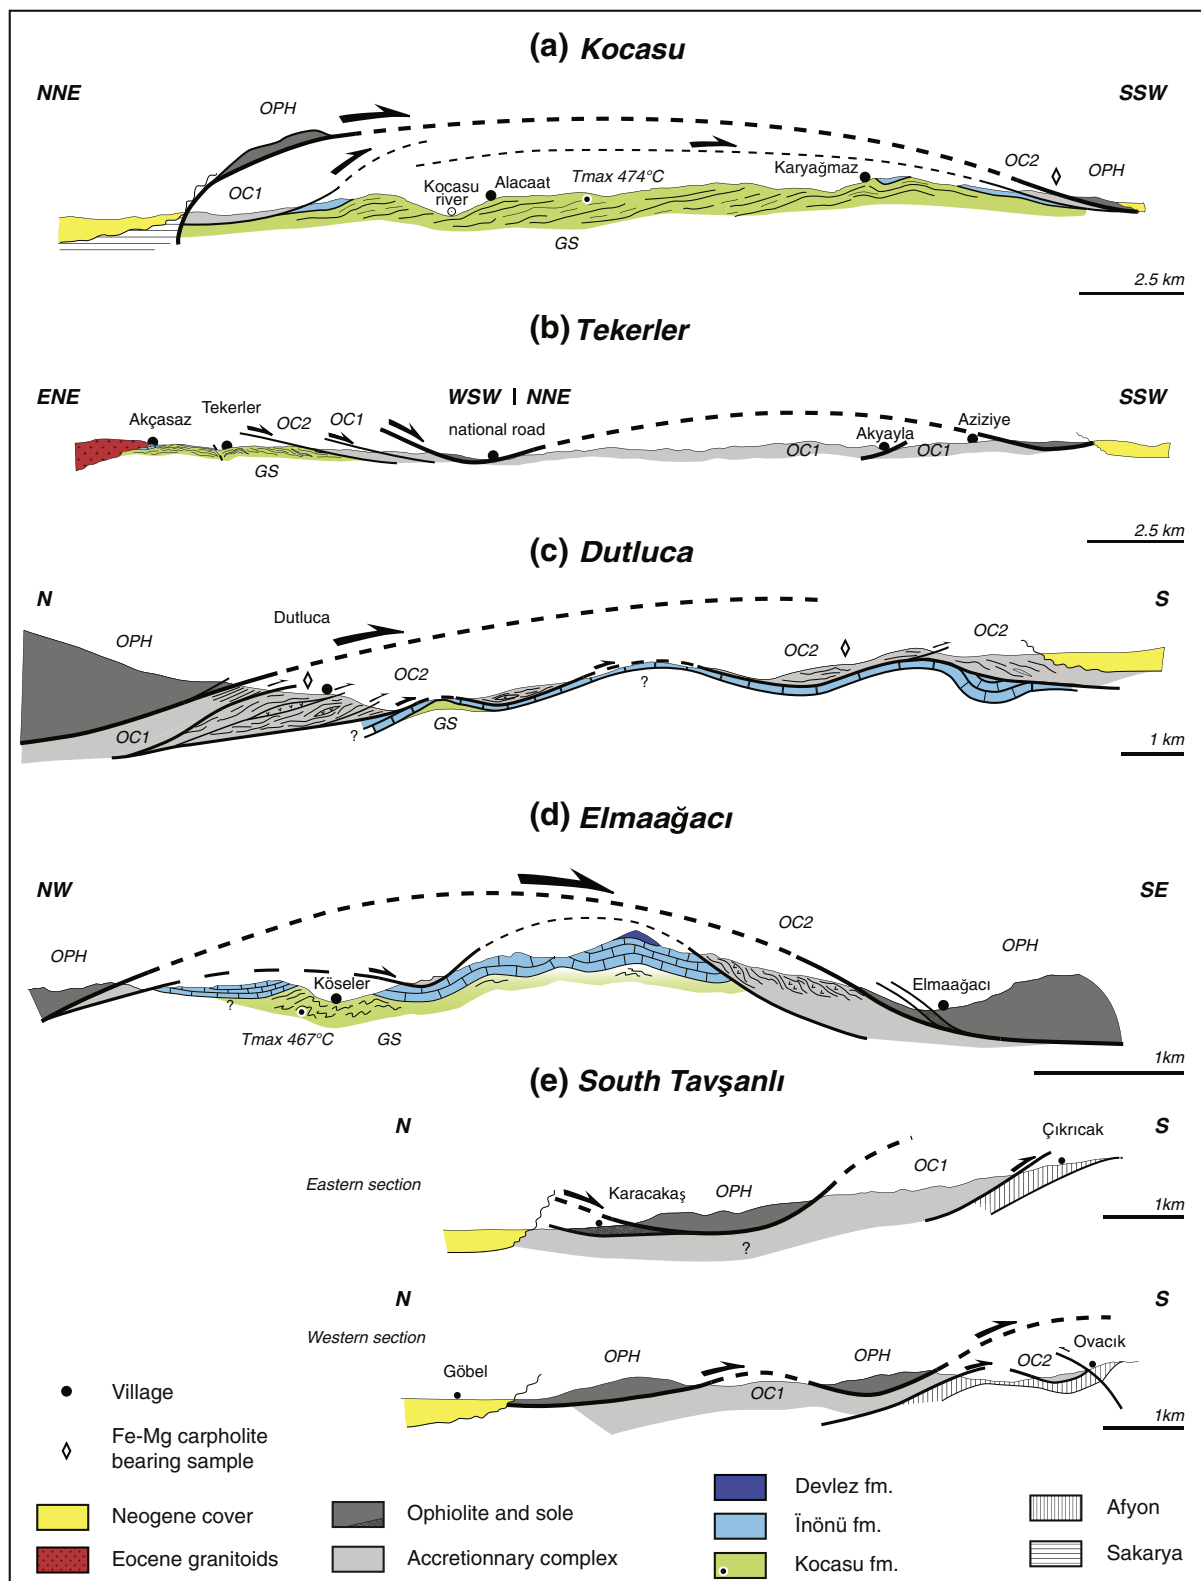 (a) Kocasu
NNE
SSW
OPH
OC1
Kocasu
river
Alacaat
Tmax 474°C
Karyağmaz
OC2
OPH
GS
2.5 km
(b) Tekerler
ENE
WSW | NNE
SSW
Akçasaz
Tekerler
OC2
OC1
national road
Aziziye
Akyayla
OC1
OC1
GS
2.5 km
(c) Dutluca
N
S
Dutluca
OPH
OC2
OC2
OC2
?
GS
OC1
?
1 km
(d) Elmaağacı
NW
SE
OC2
OPH
OPH
Köseler
Elmaağacı
?
Tmax 467°C
GS
1km
(e) South Tavşanlı
N
S
Çıkrıcak
OC1
Eastern section
Karacakaş
OPH
1km
?
N
S
Western section
Göbel
OPH
OPH
OC1
OC2
Ovacık
1km
Village
Fe-Mg carpholite
bearing sample
Neogene cover
Eocene granitoids
Ophiolite and sole
Accretionnary complex
Devlez fm.
İnönü fm.
Kocasu fm.
Afyon
Sakarya